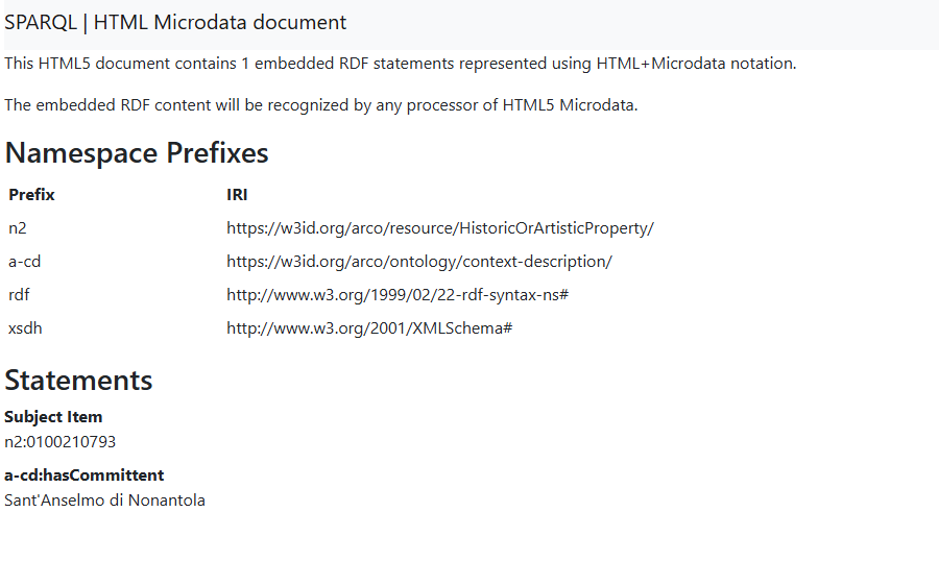 SPARQL | HTML Microdata document
This HTML5 document contains 1 embedded RDF statements represented using HTML+Microdata notation.
The embedded RDF content will be recognized by any processor of HTML5 Microdata.
Namespace Prefixes
Prefix IRI
n2 https://w3id.org/arco/resource/HistoricOrArtisticProperty/
a-cd https://w3id.org/arco/ontology/context-description/
rdf http://www.w3.org/1999/02/22-rdf-syntax-ns#
xsdh http://www.w3.org/2001/XMLSchema#
Statements
Subject Item
n2:0100210793
a-cd:hasCommittent
Sant'Anselmo di Nonantola